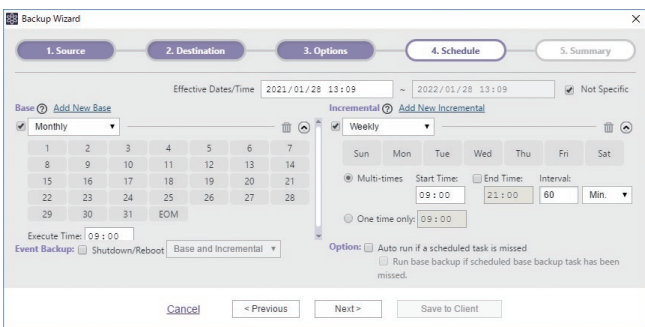 Backup Wizard
1. Source 2. Destination 3. Options 4. Schedule 5. Summary
Effective Dates/Time 2021/01/28 13:09 ~ 2022/01/28 13:09 Not Specific
Base Add New Base
Monthly
1 2 3 4 5 6 7
8 9 10 11 12 13 14
15 16 17 18 19 20 21
22 23 24 25 26 27 28
29 30 31 EOM
Execute Time: 09:00
Event Backup: Shutdown/Reboot Base and Incremental
Incremental Add New Incremental
Weekly
Sun Mon Tue Wed Thu Fri Sat
Multi-times Start Time: End Time: Interval:
09:00 21:00 60 Min.
One time only: 09:00
Option: Auto run if a scheduled task is missed
Run base backup if scheduled base backup task has been
missed.
Cancel < Previous Next > Save to Client